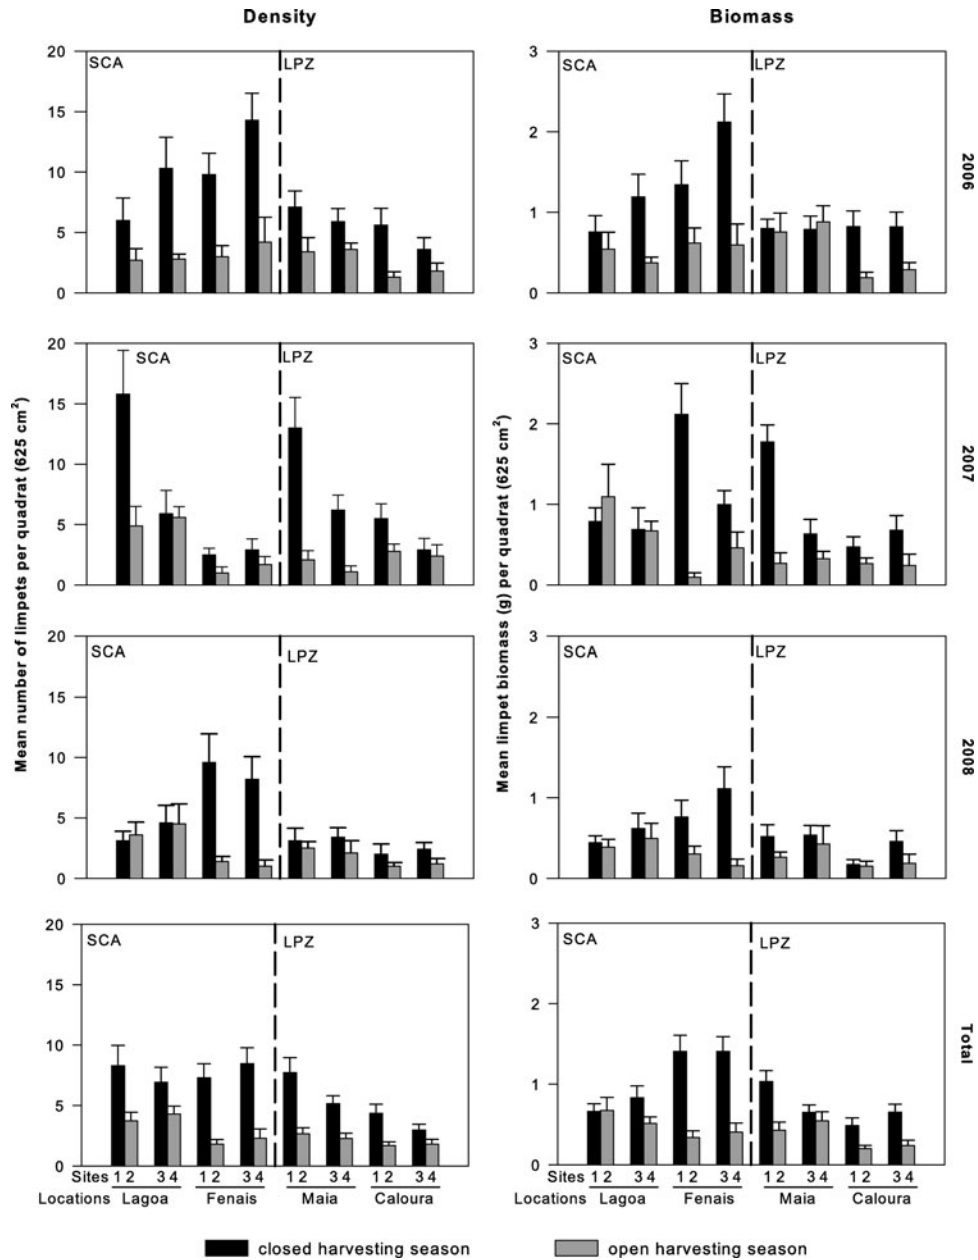 Density Biomass
20 SCA LPZ 3 SCA LPZ
15
2
10
1
5
0 0
2006
20 SCA LPZ 3 SCA LPZ
15
2
10
1
5
0 0
2007
Mean number of limpets per quadrat (625 cm²)
Mean limpet biomass (g) per quadrat (625 cm²)
20 SCA LPZ 3 SCA LPZ
15
2
10
1
5
0 0
2008
20 SCA LPZ 3 SCA LPZ
15
2
10
1
5
0 0
Total
Sites 1 2 3 4 1 2 3 4 1 2 3 4 1 2 3 4 Sites 1 2 3 4 1 2 3 4 1 2 3 4 1 2 3 4
Locations Lagoa Fenais Maia Caloura Locations Lagoa Fenais Maia Caloura
closed harvesting season open harvesting season